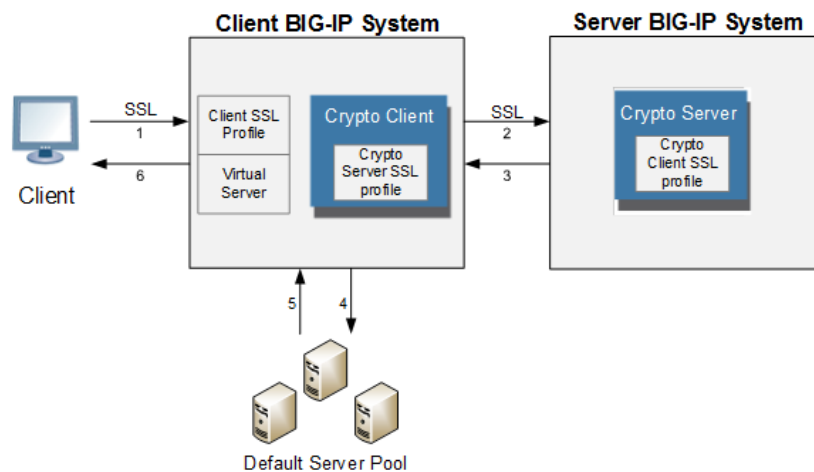 Client BIG-IP System
Server BIG-IP System
SSL
1
6
Client
Client SSL
Profile
Virtual
Server
Crypto Client
Crypto
Server SSL
profile
SSL
2
3
Crypto Server
Crypto
Client SSL
profile
5
4
Default Server Pool